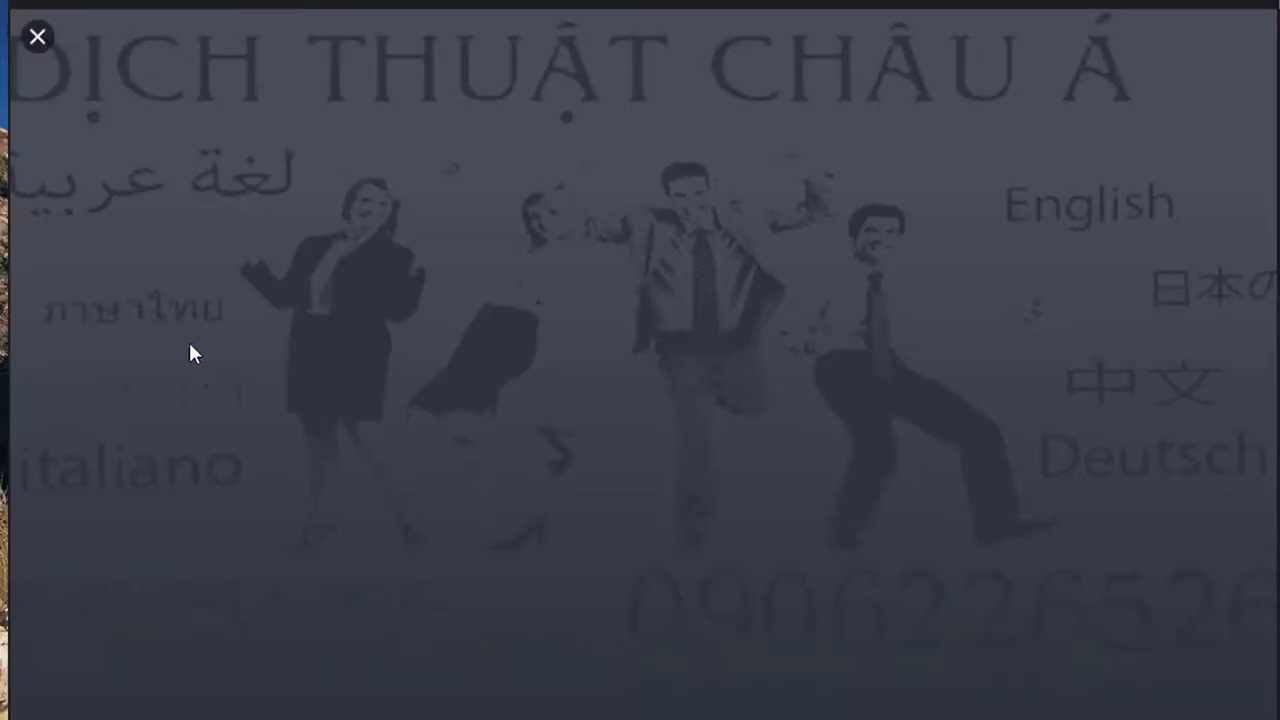 DỊCH THUẬT CHÂU Á
لغة عربية
English
ภาษาไทย
日本の
中文
italiano
Deutsch
0906226526